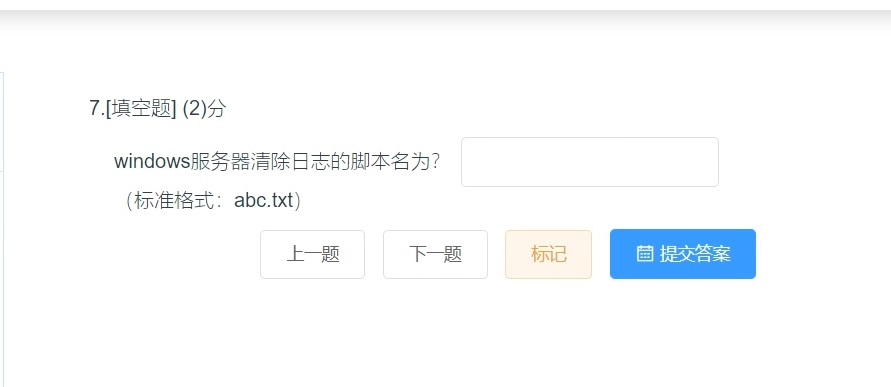 7.[填空题] (2)分
windows服务器清除日志的脚本名为？
（标准格式：abc.txt）
上一题 下一题 标记 提交答案